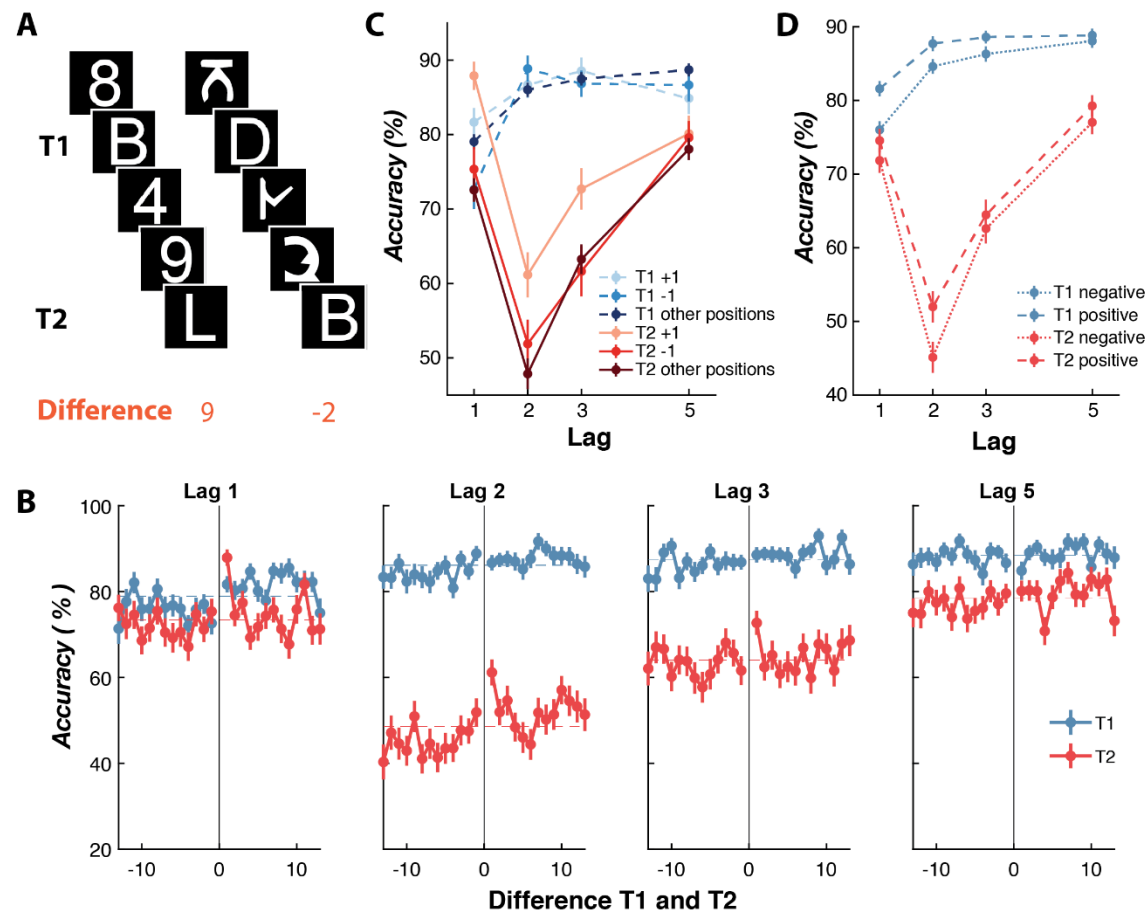 A
8
T1 B D
4
9
T2 L B
Difference 9 -2
C
Accuracy (%)
90
80
70
60
50
T1 +1
T1 -1
T1 other positions
T2 +1
T2 -1
T2 other positions
1 2 3 5
Lag
D
Accuracy (%)
90
80
70
60
50
40
T1 negative
T1 positive
T2 negative
T2 positive
1 2 3 5
Lag
B
Lag 1 Lag 2 Lag 3 Lag 5
Accuracy (%)
100
80
60
40
20
T1
T2
-10 0 10 -10 0 10 -10 0 10 -10 0 10
Difference T1 and T2